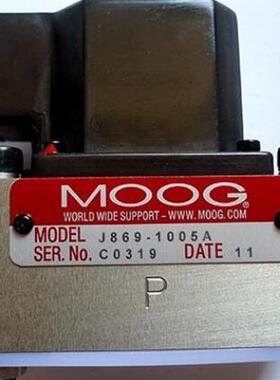 MOOG
WORLD WIDE SUPPORT - WWW.MOOG.COM
MODEL J869-1005A
SER. No. C0319 DATE 11
P